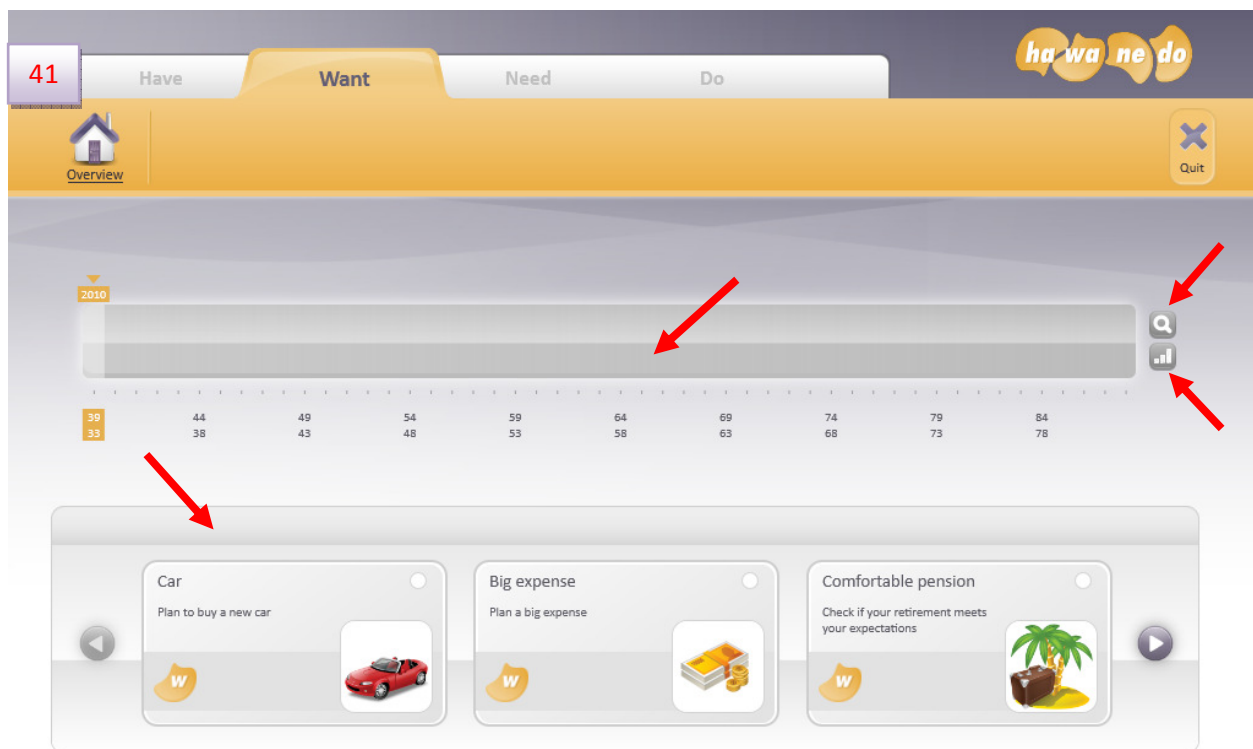 41
Have Want Need Do
ha wa ne do
Overview
Quit
2010
39 44 49 54 59 64 69 74 79 84
33 38 43 48 53 58 63 68 73 78
Car
Plan to buy a new car
w
Big expense
Plan a big expense
w
Comfortable pension
Check if your retirement meets
your expectations
w